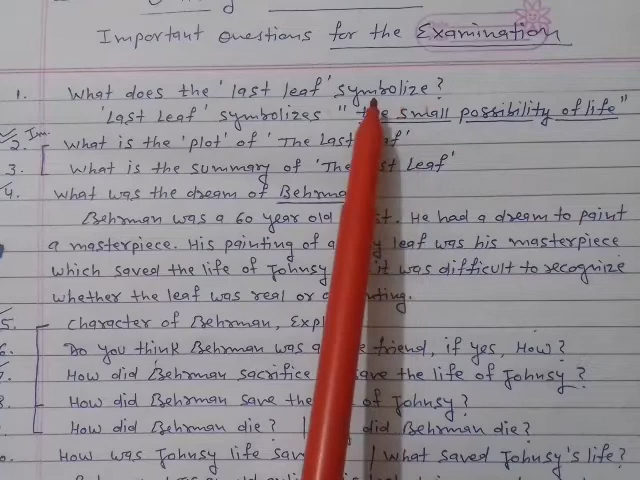 Important Questions for the Examination
1. What does the 'last leaf' symbolize?
'Last Leaf' symbolizes "the small possibility of life"
2. Im. What is the 'plot' of 'The Last Leaf'
3. What is the summary of 'The Last Leaf'
4. What was the dream of
Behrman was a 60 year old He had a dream to paint
a masterpiece. His painting of leaf was his masterpiece
which saved the life of Johnsy it was difficult to recognize
whether the leaf was real or
5. Character of Behrman,
6. Do you think Behrman was friend, if yes, How?
7. How did Behrman sacrifice save the life of Johnsy?
8. How did Behrman save the of Johnsy?
How did Behrman die? | did Behrman die?
How was Johnsy life | What saved Johnsy's life?